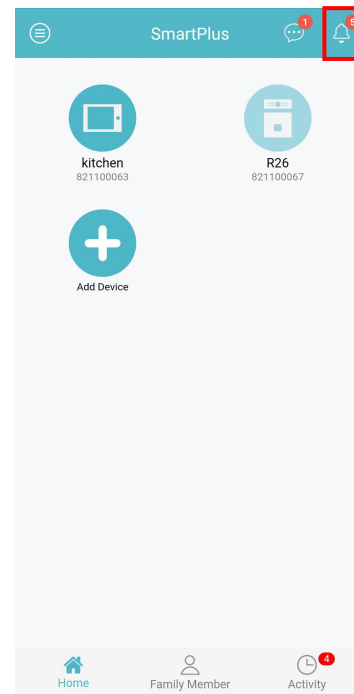 SmartPlus
1
5
kitchen
R26
821100063
821100067
Add Device
4
Home
Family Member
Activity